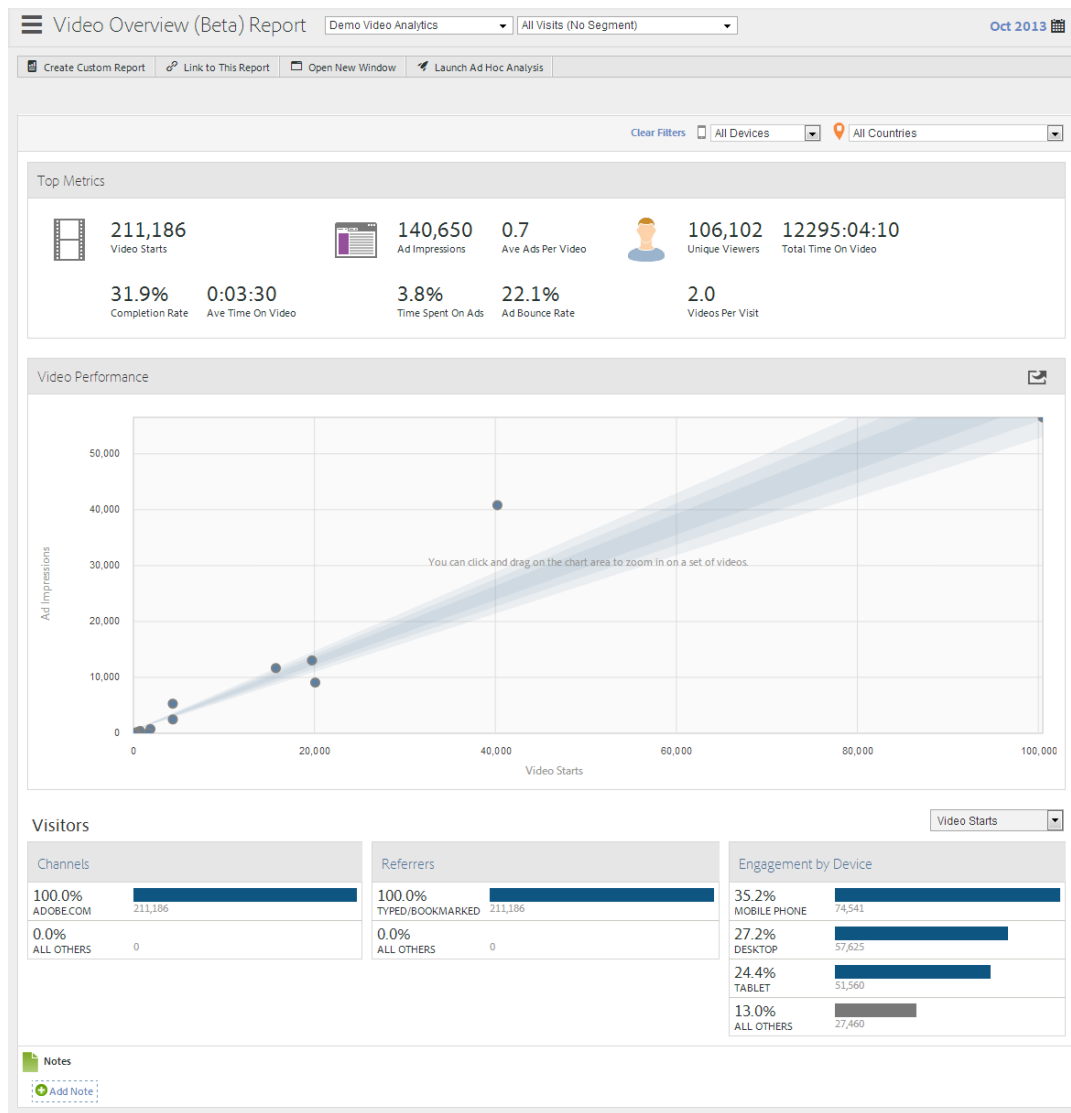 Video Overview (Beta) Report Demo Video Analytics All Visits (No Segment) Oct 2013
Create Custom Report Link to This Report Open New Window Launch Ad Hoc Analysis
Clear Filters All Devices All Countries
Top Metrics
211,186 140,650 0.7 106,102 12295:04:10
Video Starts Ad Impressions Ave Ads Per Video Unique Viewers Total Time On Video
31.9% 0:03:30 3.8% 22.1% 2.0
Completion Rate Ave Time On Video Time Spent On Ads Ad Bounce Rate Videos Per Visit
Video Performance
50,000
40,000
30,000
20,000
10,000
0
Ad Impressions
You can click and drag on the chart area to zoom in on a set of videos.
0 20,000 40,000 60,000 80,000 100,000
Video Starts
Visitors Video Starts
Channels
100.0%
ADOBE.COM 211,186
0.0%
ALL OTHERS 0
Referrers
100.0%
TYPED/BOOKMARKED 211,186
0.0%
ALL OTHERS 0
Engagement by Device
35.2%
MOBILE PHONE 74,541
27.2%
DESKTOP 57,625
24.4%
TABLET 51,560
13.0%
ALL OTHERS 27,460
Notes
Add Note